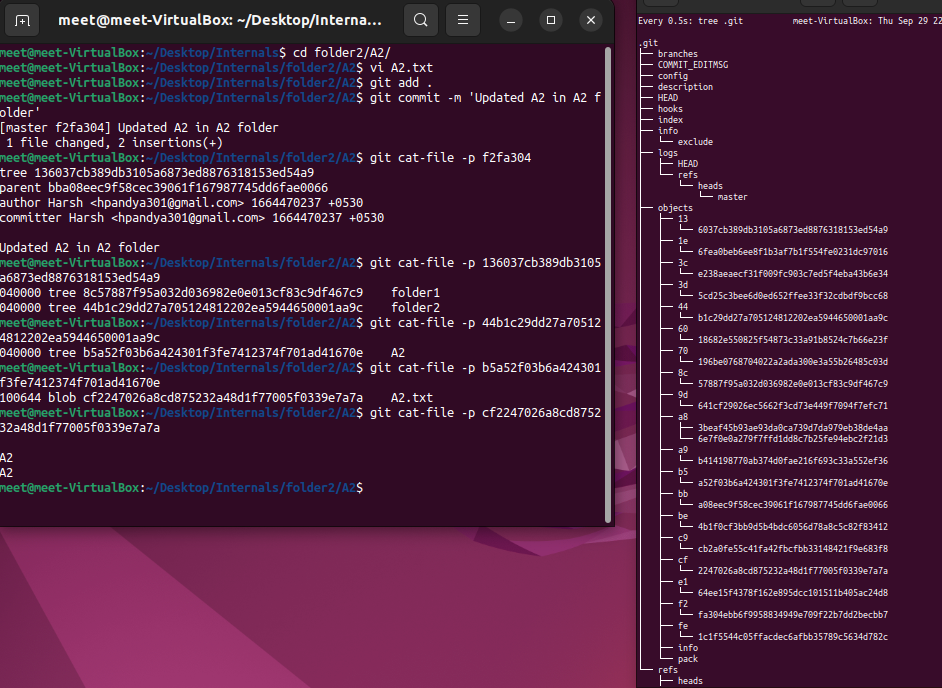 meet@meet-VirtualBox: ~/Desktop/Interna...
meet@meet-VirtualBox:~/Desktop/Internals$ cd folder2/A2/
meet@meet-VirtualBox:~/Desktop/Internals/folder2/A2$ vi A2.txt
meet@meet-VirtualBox:~/Desktop/Internals/folder2/A2$ git add .
meet@meet-VirtualBox:~/Desktop/Internals/folder2/A2$ git commit -m 'Updated A2 in A2 f
older'
[master f2fa304] Updated A2 in A2 folder
1 file changed, 2 insertions(+)
meet@meet-VirtualBox:~/Desktop/Internals/folder2/A2$ git cat-file -p f2fa304
tree 136037cb389db3105a6873ed8876318153ed54a9
parent bba08eec9f58cec39061f167987745dd6fae0066
author Harsh <hpandya301@gmail.com> 1664470237 +0530
committer Harsh <hpandya301@gmail.com> 1664470237 +0530
Updated A2 in A2 folder
meet@meet-VirtualBox:~/Desktop/Internals/folder2/A2$ git cat-file -p 136037cb389db3105
a6873ed8876318153ed54a9
040000 tree 8c57887f95a032d036982e0e013cf83c9df467c9 folder1
040000 tree 44b1c29dd27a705124812202ea5944650001aa9c folder2
meet@meet-VirtualBox:~/Desktop/Internals/folder2/A2$ git cat-file -p 44b1c29dd27a70512
4812202ea5944650001aa9c
040000 tree b5a52f03b6a424301f3fe7412374f701ad41670e A2
meet@meet-VirtualBox:~/Desktop/Internals/folder2/A2$ git cat-file -p b5a52f03b6a424301
f3fe7412374f701ad41670e
100644 blob cf2247026a8cd875232a48d1f77005f0339e7a7a A2.txt
meet@meet-VirtualBox:~/Desktop/Internals/folder2/A2$ git cat-file -p cf2247026a8cd8752
32a48d1f77005f0339e7a7a
A2
A2
meet@meet-VirtualBox:~/Desktop/Internals/folder2/A2$
Every 0.5s: tree .git meet-VirtualBox: Thu Sep 29 22
.git
branches
COMMIT_EDITMSG
config
description
HEAD
hooks
index
info
exclude
logs
HEAD
refs
heads
master
objects
13
6037cb389db3105a6873ed8876318153ed54a9
1e
6fea0beb6ee8f1b3af7b1f554fe0231dc97016
3c
e238aeaecf31f009fc903c7ed5f4eba43b6e34
3d
5cd25c3bee6d0ed652ffee33f32cdbdf9bcc68
44
b1c29dd27a705124812202ea5944650001aa9c
60
18682e550825f54873c33a91b8524c7b66e23f
70
196be0768704022a2ada300e3a55b26485c03d
8c
57887f95a032d036982e0e013cf83c9df467c9
9d
641cf29026ec5662f3cd73e449f7094f7efc71
a8
3beaf45b93ae93da0ca739d7da979eb38de4aa
6e7f0e0a279f7ffd1dd8c7b25fe94ebc2f21d3
a9
b414198770ab374d0fae216f693c33a552ef36
b5
a52f03b6a424301f3fe7412374f701ad41670e
bb
a08eec9f58cec39061f167987745dd6fae0066
be
4b1f0cf3bb9d5b4bdc6056d78a8c5c82f83412
c9
cb2a0fe55c41fa42fbcfbb33148421f9e683f8
cf
2247026a8cd875232a48d1f77005f0339e7a7a
e1
64ee15f4378f162e895dcc101511b405ac24d8
f2
fa304ebb6f9958834949e709f22b7dd2becbb7
fe
1c1f5544c05ffacdec6afbb35789c5634d782c
info
pack
refs
heads